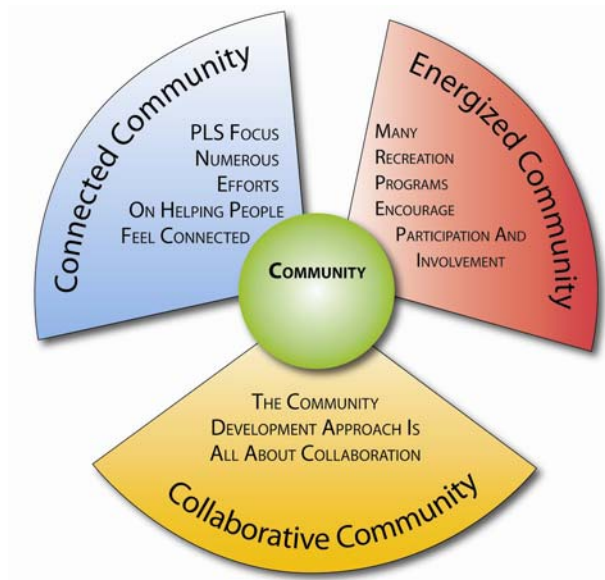 Connected Community
PLS Focus
Numerous
Efforts
On Helping People
Feel Connected
Energized Community
Many
Recreation
Programs
Encourage
Participation And
Involvement
Community
The Community
Development Approach Is
All About Collaboration
Collaborative Community